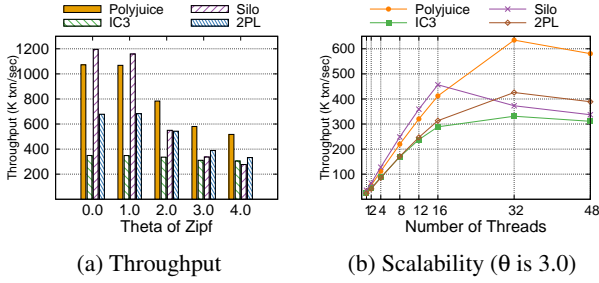 Polyjuice
IC3
Silo
2PL
Throughput (K txn/sec)
1200
1000
800
600
400
200
0.0 1.0 2.0 3.0 4.0
Theta of Zipf
(a) Throughput
Polyjuice
IC3
Silo
2PL
Throughput (K txn/sec)
600
500
400
300
200
100
1 2 4 8 12 16 32 48
Number of Threads
(b) Scalability (θ is 3.0)